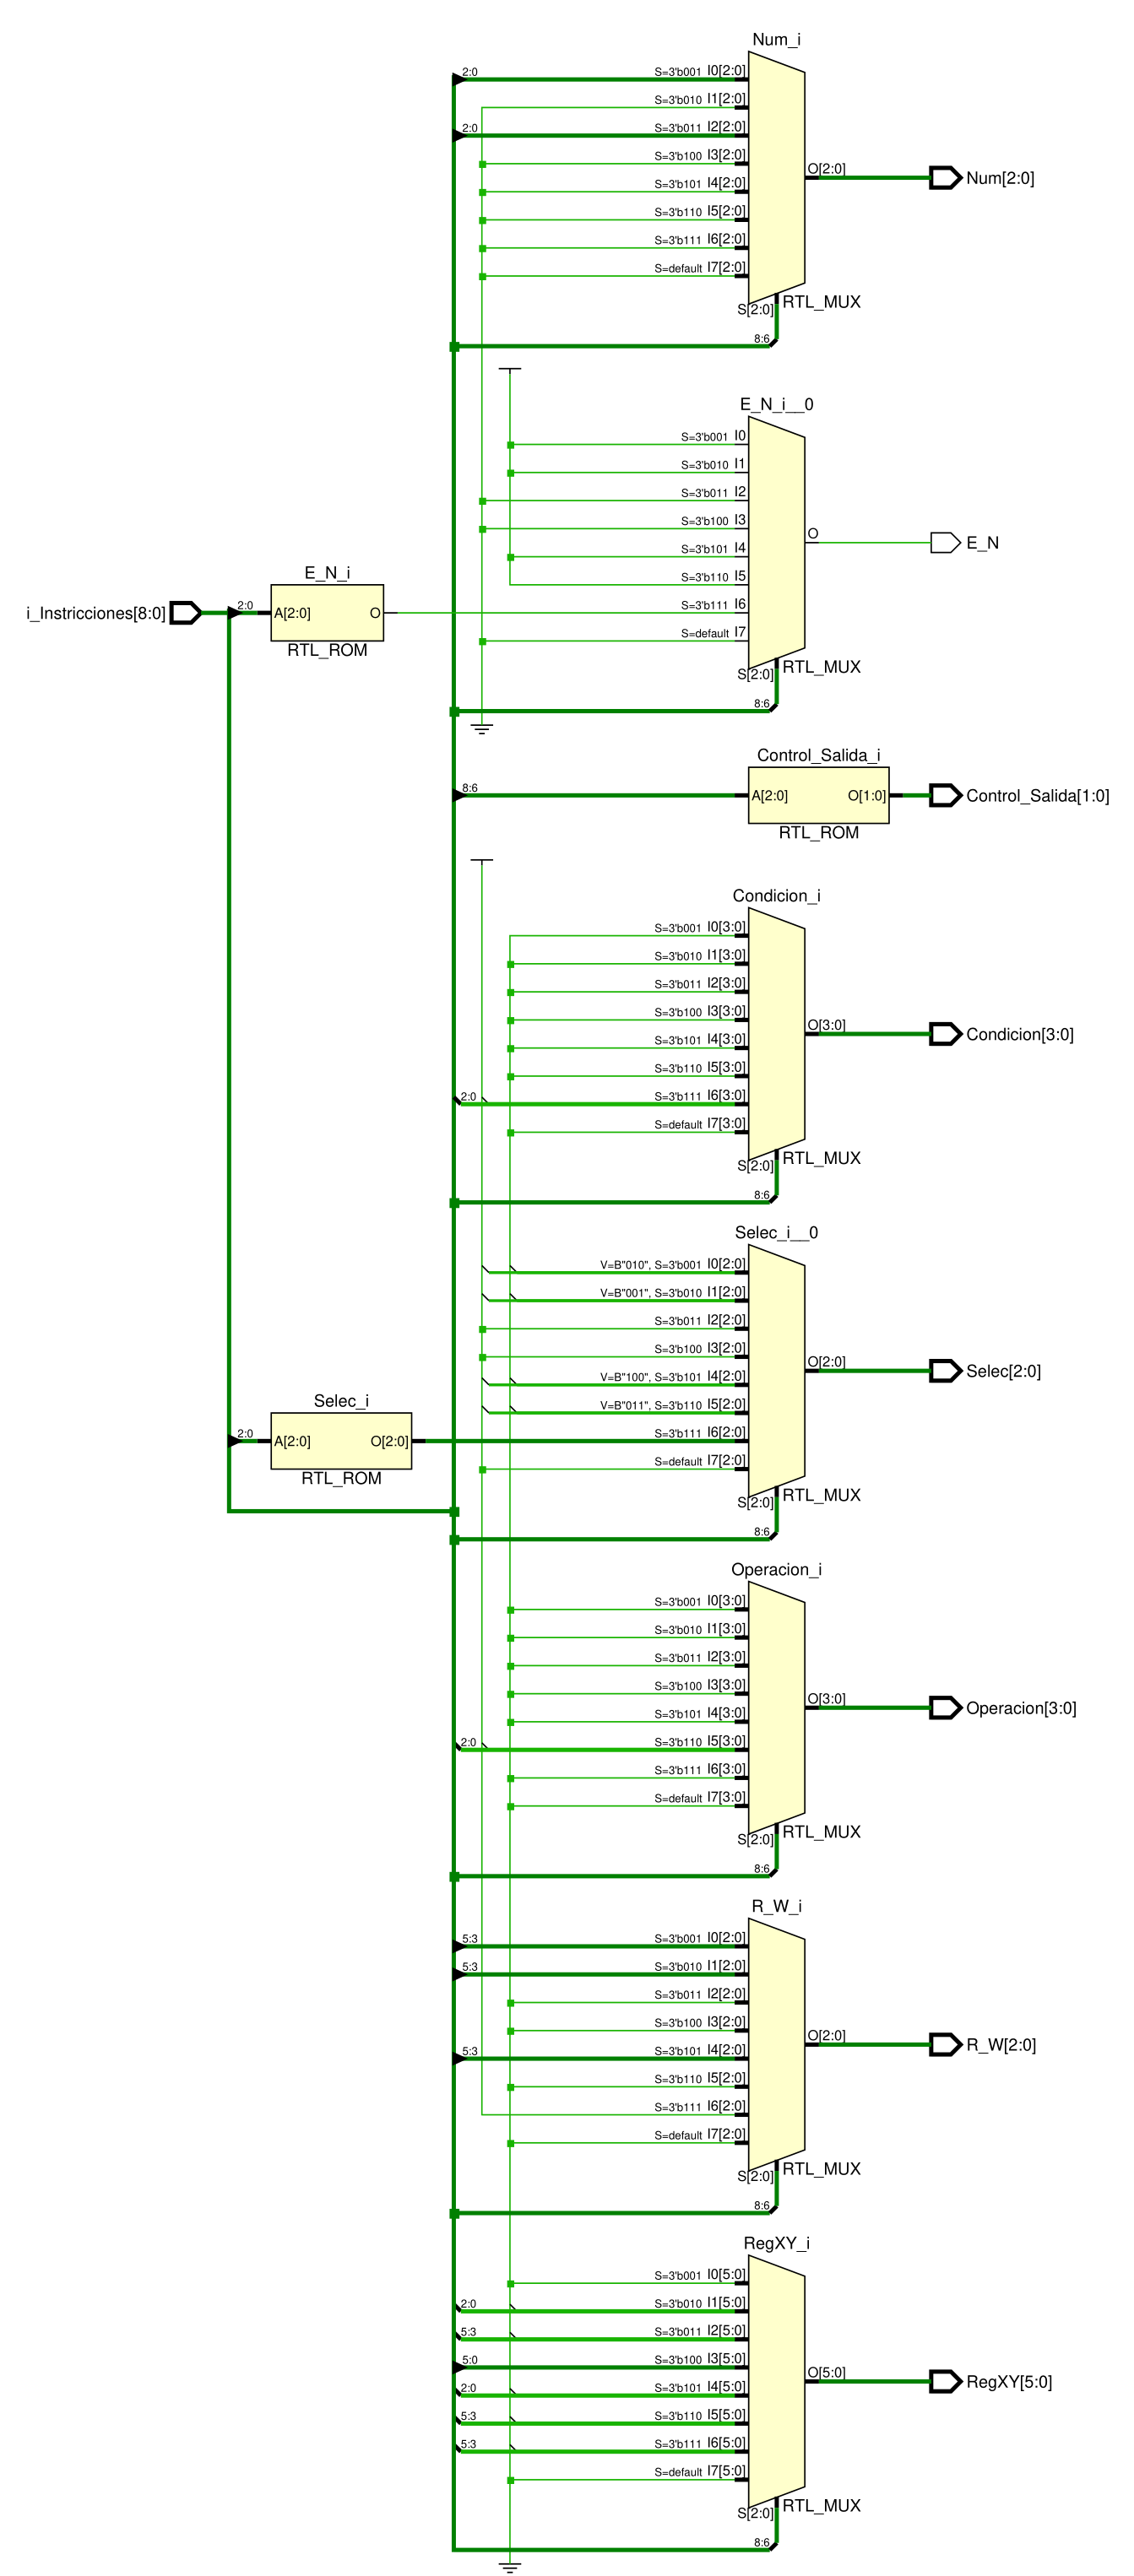 Num_i
2:0 S=3'b001 I0[2:0]
S=3'b010 I1[2:0]
2:0 S=3'b011 I2[2:0]
S=3'b100 I3[2:0]
O[2:0] Num[2:0]
S=3'b101 I4[2:0]
S=3'b110 I5[2:0]
S=3'b111 I6[2:0]
S=default I7[2:0]
S[2:0] RTL_MUX
8:6
E_N_i__0
S=3'b001 I0
S=3'b010 I1
S=3'b011 I2
S=3'b100 I3
O E_N
S=3'b101 I4
E_N_i S=3'b110 I5
i_Instricciones[8:0] 2:0 A[2:0] O S=3'b111 I6
RTL_ROM S=default I7
S[2:0] RTL_MUX
8:6
Control_Salida_i
8:6 A[2:0] O[1:0] Control_Salida[1:0]
RTL_ROM
Condicion_i
S=3'b001 I0[3:0]
S=3'b010 I1[3:0]
S=3'b011 I2[3:0]
S=3'b100 I3[3:0]
O[3:0] Condicion[3:0]
S=3'b101 I4[3:0]
S=3'b110 I5[3:0]
2:0 S=3'b111 I6[3:0]
S=default I7[3:0]
S[2:0] RTL_MUX
8:6
Selec_i__0
V=B"010", S=3'b001 I0[2:0]
V=B"001", S=3'b010 I1[2:0]
S=3'b011 I2[2:0]
S=3'b100 I3[2:0]
O[2:0] Selec[2:0]
V=B"100", S=3'b101 I4[2:0]
Selec_i V=B"011", S=3'b110 I5[2:0]
2:0 A[2:0] O[2:0] S=3'b111 I6[2:0]
RTL_ROM S=default I7[2:0]
S[2:0] RTL_MUX
8:6
Operacion_i
S=3'b001 I0[3:0]
S=3'b010 I1[3:0]
S=3'b011 I2[3:0]
S=3'b100 I3[3:0]
O[3:0] Operacion[3:0]
S=3'b101 I4[3:0]
2:0 S=3'b110 I5[3:0]
S=3'b111 I6[3:0]
S=default I7[3:0]
S[2:0] RTL_MUX
8:6
R_W_i
5:3 S=3'b001 I0[2:0]
5:3 S=3'b010 I1[2:0]
S=3'b011 I2[2:0]
S=3'b100 I3[2:0]
O[2:0] R_W[2:0]
5:3 S=3'b101 I4[2:0]
S=3'b110 I5[2:0]
S=3'b111 I6[2:0]
S=default I7[2:0]
S[2:0] RTL_MUX
8:6
RegXY_i
S=3'b001 I0[5:0]
2:0 S=3'b010 I1[5:0]
5:3 S=3'b011 I2[5:0]
5:0 S=3'b100 I3[5:0]
O[5:0] RegXY[5:0]
2:0 S=3'b101 I4[5:0]
5:3 S=3'b110 I5[5:0]
5:3 S=3'b111 I6[5:0]
S=default I7[5:0]
S[2:0] RTL_MUX
8:6